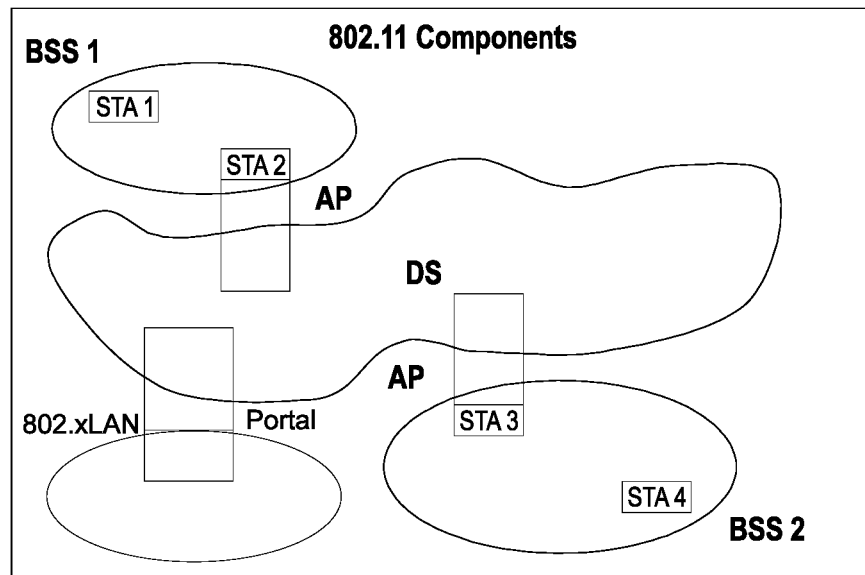 802.11 Components
BSS 1
STA 1
STA 2
AP
DS
AP
802.xLAN
Portal
STA 3
STA 4
BSS 2